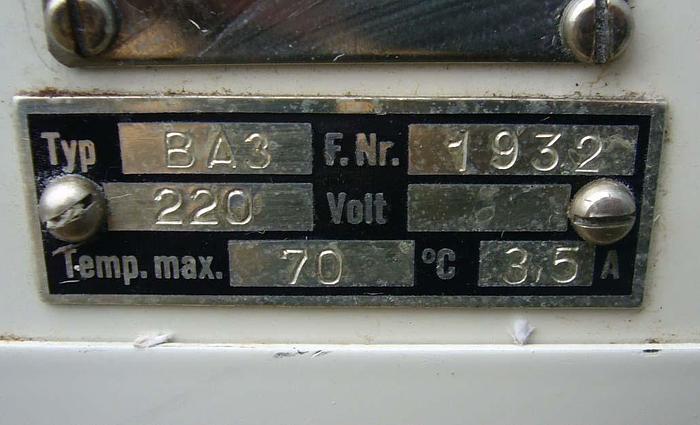 Typ BA3 F. Nr. 1932
220 Volt
Temp. max. 70 °C 3,5 A